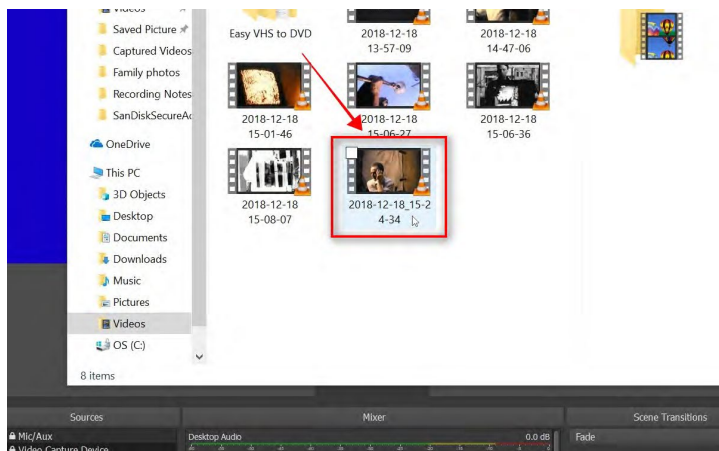 Videos
Saved Picture
Captured Videos
Family photos
Recording Notes
SanDiskSecureAc
OneDrive
This PC
3D Objects
Desktop
Documents
Downloads
Music
Pictures
Videos
OS (C:)
8 items
Easy VHS to DVD
2018-12-18
13-57-09
2018-12-18
14-47-06
2018-12-18
15-01-46
2018-12-18
15-06-27
2018-12-18
15-06-36
2018-12-18
15-08-07
2018-12-18_15-2
4-34
Sources
Mixer
Scene Transitions
Mic/Aux
Video Capture Device
Desktop Audio
0.0 dB
Fade